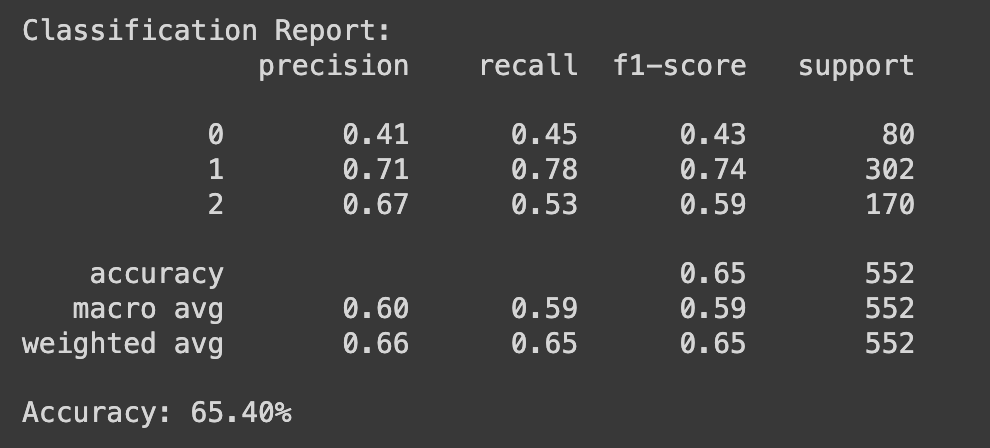 Classification Report:
              precision    recall  f1-score   support

           0       0.41      0.45      0.43        80
           1       0.71      0.78      0.74       302
           2       0.67      0.53      0.59       170

    accuracy                           0.65       552
   macro avg       0.60      0.59      0.59       552
weighted avg       0.66      0.65      0.65       552

Accuracy: 65.40%